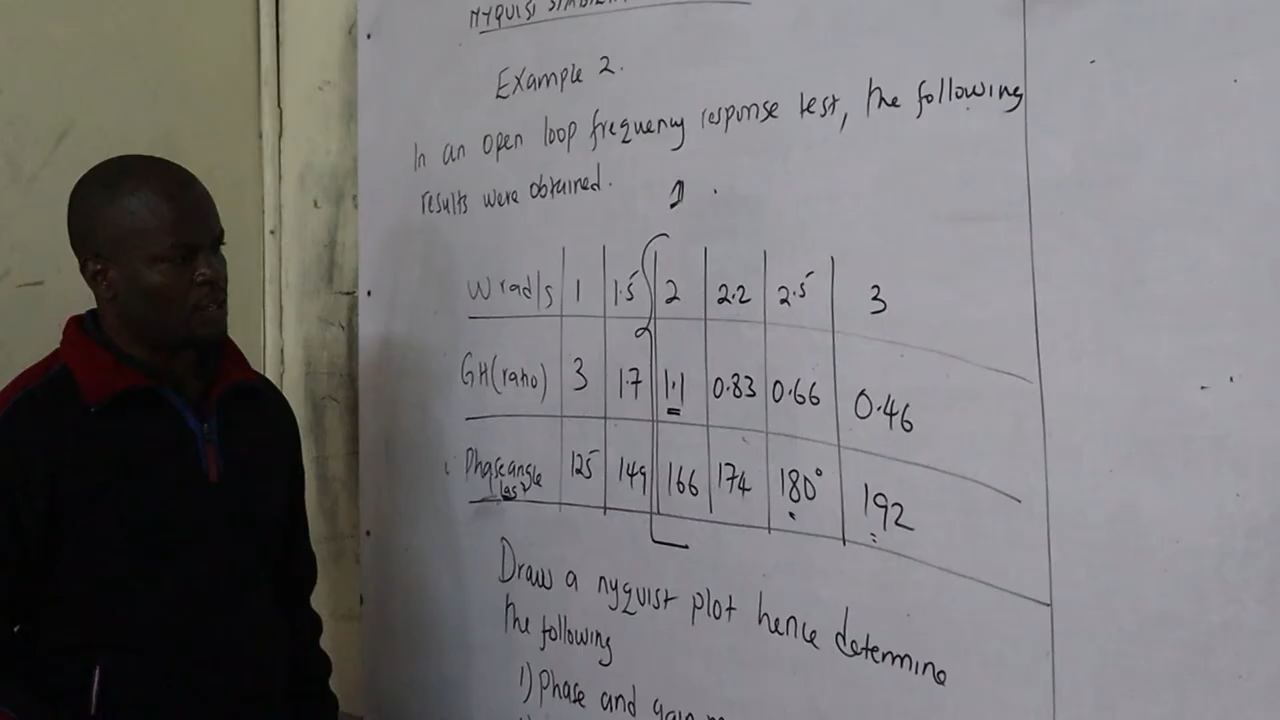 Example 2.
In an open loop frequency response test, the following
results were obtained.
W rad/s 1 1.5 2 2.2 2.5 3
GH(ratio) 3 1.7 1.1 0.83 0.66 0.46
Phase angle 125 149 166 174 180° 192
Draw a nyquist plot hence determine
the following
1) Phase and gain